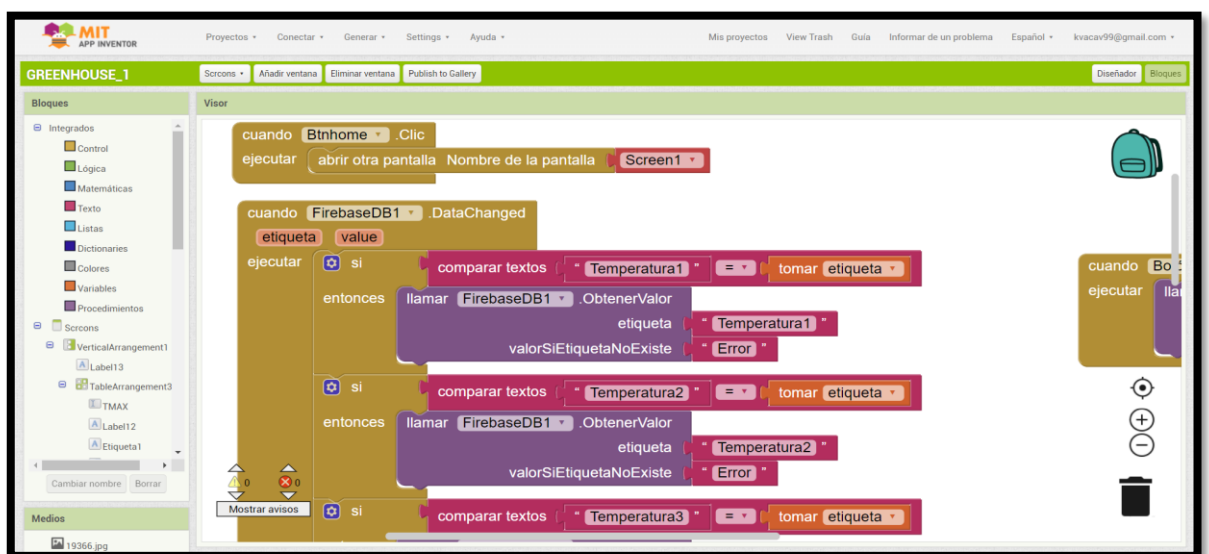 MIT
APP INVENTOR
Proyectos Conectar Generar Settings Ayuda Mis proyectos View Trash Guía Informar de un problema Español kvacav99@gmail.com
GREENHOUSE_1 Scrcons Añadir ventana Eliminar ventana Publish to Gallery Diseñador Bloques
Bloques
Integrados
Control
Lógica
Matemáticas
Texto
Listas
Dictionaries
Colores
Variables
Procedimientos
Scrcons
VerticalArrangement1
Label13
TableArrangement3
TMAX
Label12
Etiqueta1
Cambiar nombre Borrar
Medios
19366.jpg
Visor
cuando Btnhome .Clic
ejecutar abrir otra pantalla Nombre de la pantalla Screen1
cuando FirebaseDB1 .DataChanged
etiqueta value
ejecutar si comparar textos " Temperatura1 " = tomar etiqueta
entonces llamar FirebaseDB1 .ObtenerValor
etiqueta " Temperatura1 "
valorSiEtiquetaNoExiste " Error "
si comparar textos " Temperatura2 " = tomar etiqueta
entonces llamar FirebaseDB1 .ObtenerValor
etiqueta " Temperatura2 "
valorSiEtiquetaNoExiste " Error "
si comparar textos " Temperatura3 " = tomar etiqueta
0 0
Mostrar avisos
cuando
ejecutar